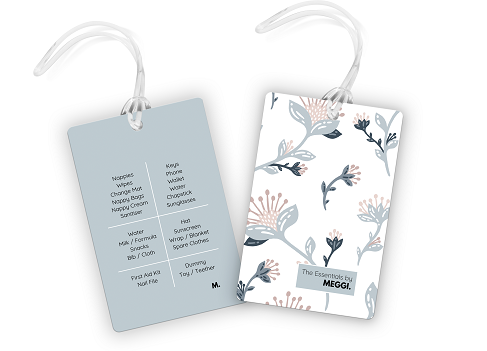 Nappies
Wipes
Change Mat
Nappy Bags
Nappy Cream
Sanitiser
Keys
Phone
Wallet
Water
Chapstick
Sunglasses
Water
Milk / Formula
Snacks
Bib / Cloth
Hat
Sunscreen
Wrap / Blanket
Spare Clothes
First Aid Kit
Nail File
Dummy
Toy / Teether
M.
The Essentials by
MEGGI.